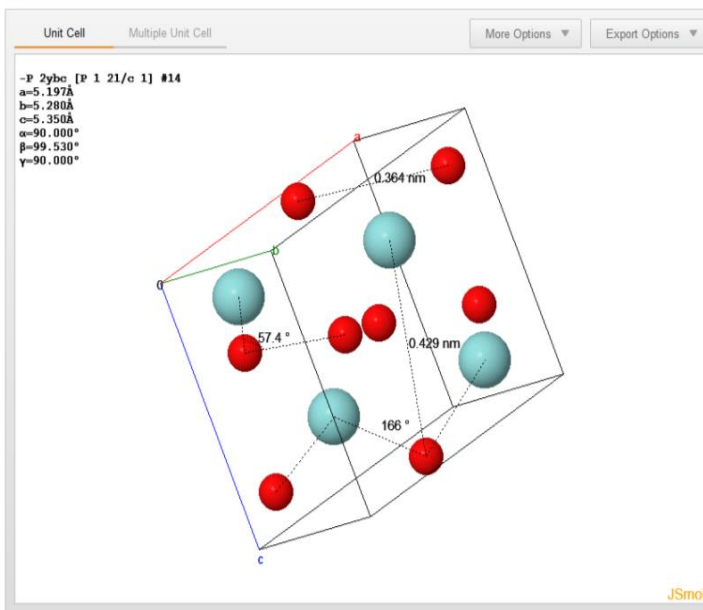 Unit Cell
Multiple Unit Cell
More Options ▼
Export Options ▼
-P 2ybc [P 1 21/c 1] #14
a=5.197Å
b=5.280Å
c=5.350Å
α=90.000°
β=99.530°
γ=90.000°
a
0.364 nm
b
0
57.4 °
0.429 nm
166 °
c
JSmol